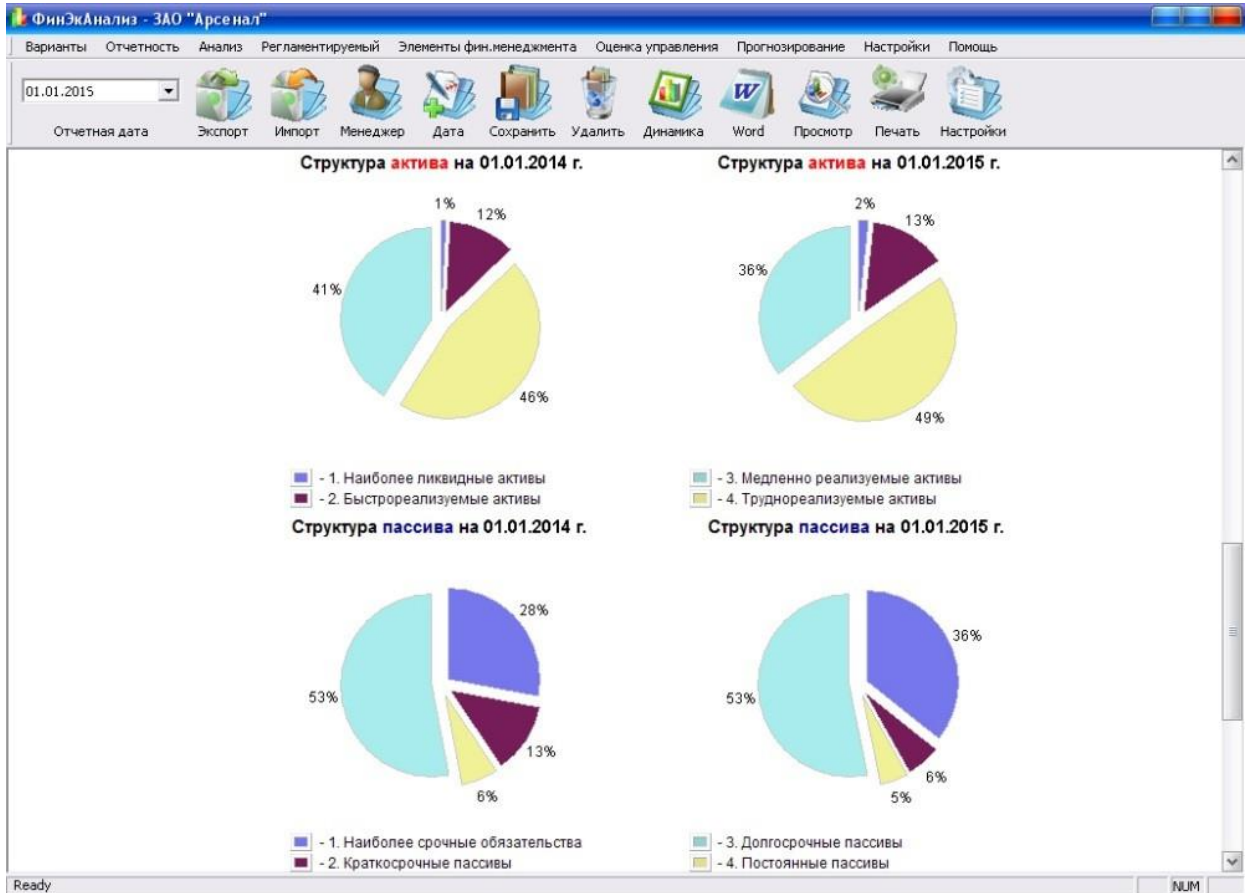 ФинЭкАнализ - ЗАО "Арсенал"
Варианты Отчетность Анализ Регламентируемый Элементы фин.менеджмента Оценка управления Прогнозирование Настройки Помощь
01.01.2015
Отчетная дата Экспорт Импорт Менеджер Дата Сохранить Удалить Динамика Word Просмотр Печать Настройки
Структура актива на 01.01.2014 г.
1%
12%
41%
46%
Структура актива на 01.01.2015 г.
2%
13%
36%
49%
- 1. Наиболее ликвидные активы
- 2. Быстрореализуемые активы
- 3. Медленно реализуемые активы
- 4. Труднореализуемые активы
Структура пассива на 01.01.2014 г.
28%
53%
13%
6%
Структура пассива на 01.01.2015 г.
36%
53%
6%
5%
- 1. Наиболее срочные обязательства
- 2. Краткосрочные пассивы
- 3. Долгосрочные пассивы
- 4. Постоянные пассивы
Ready NUM